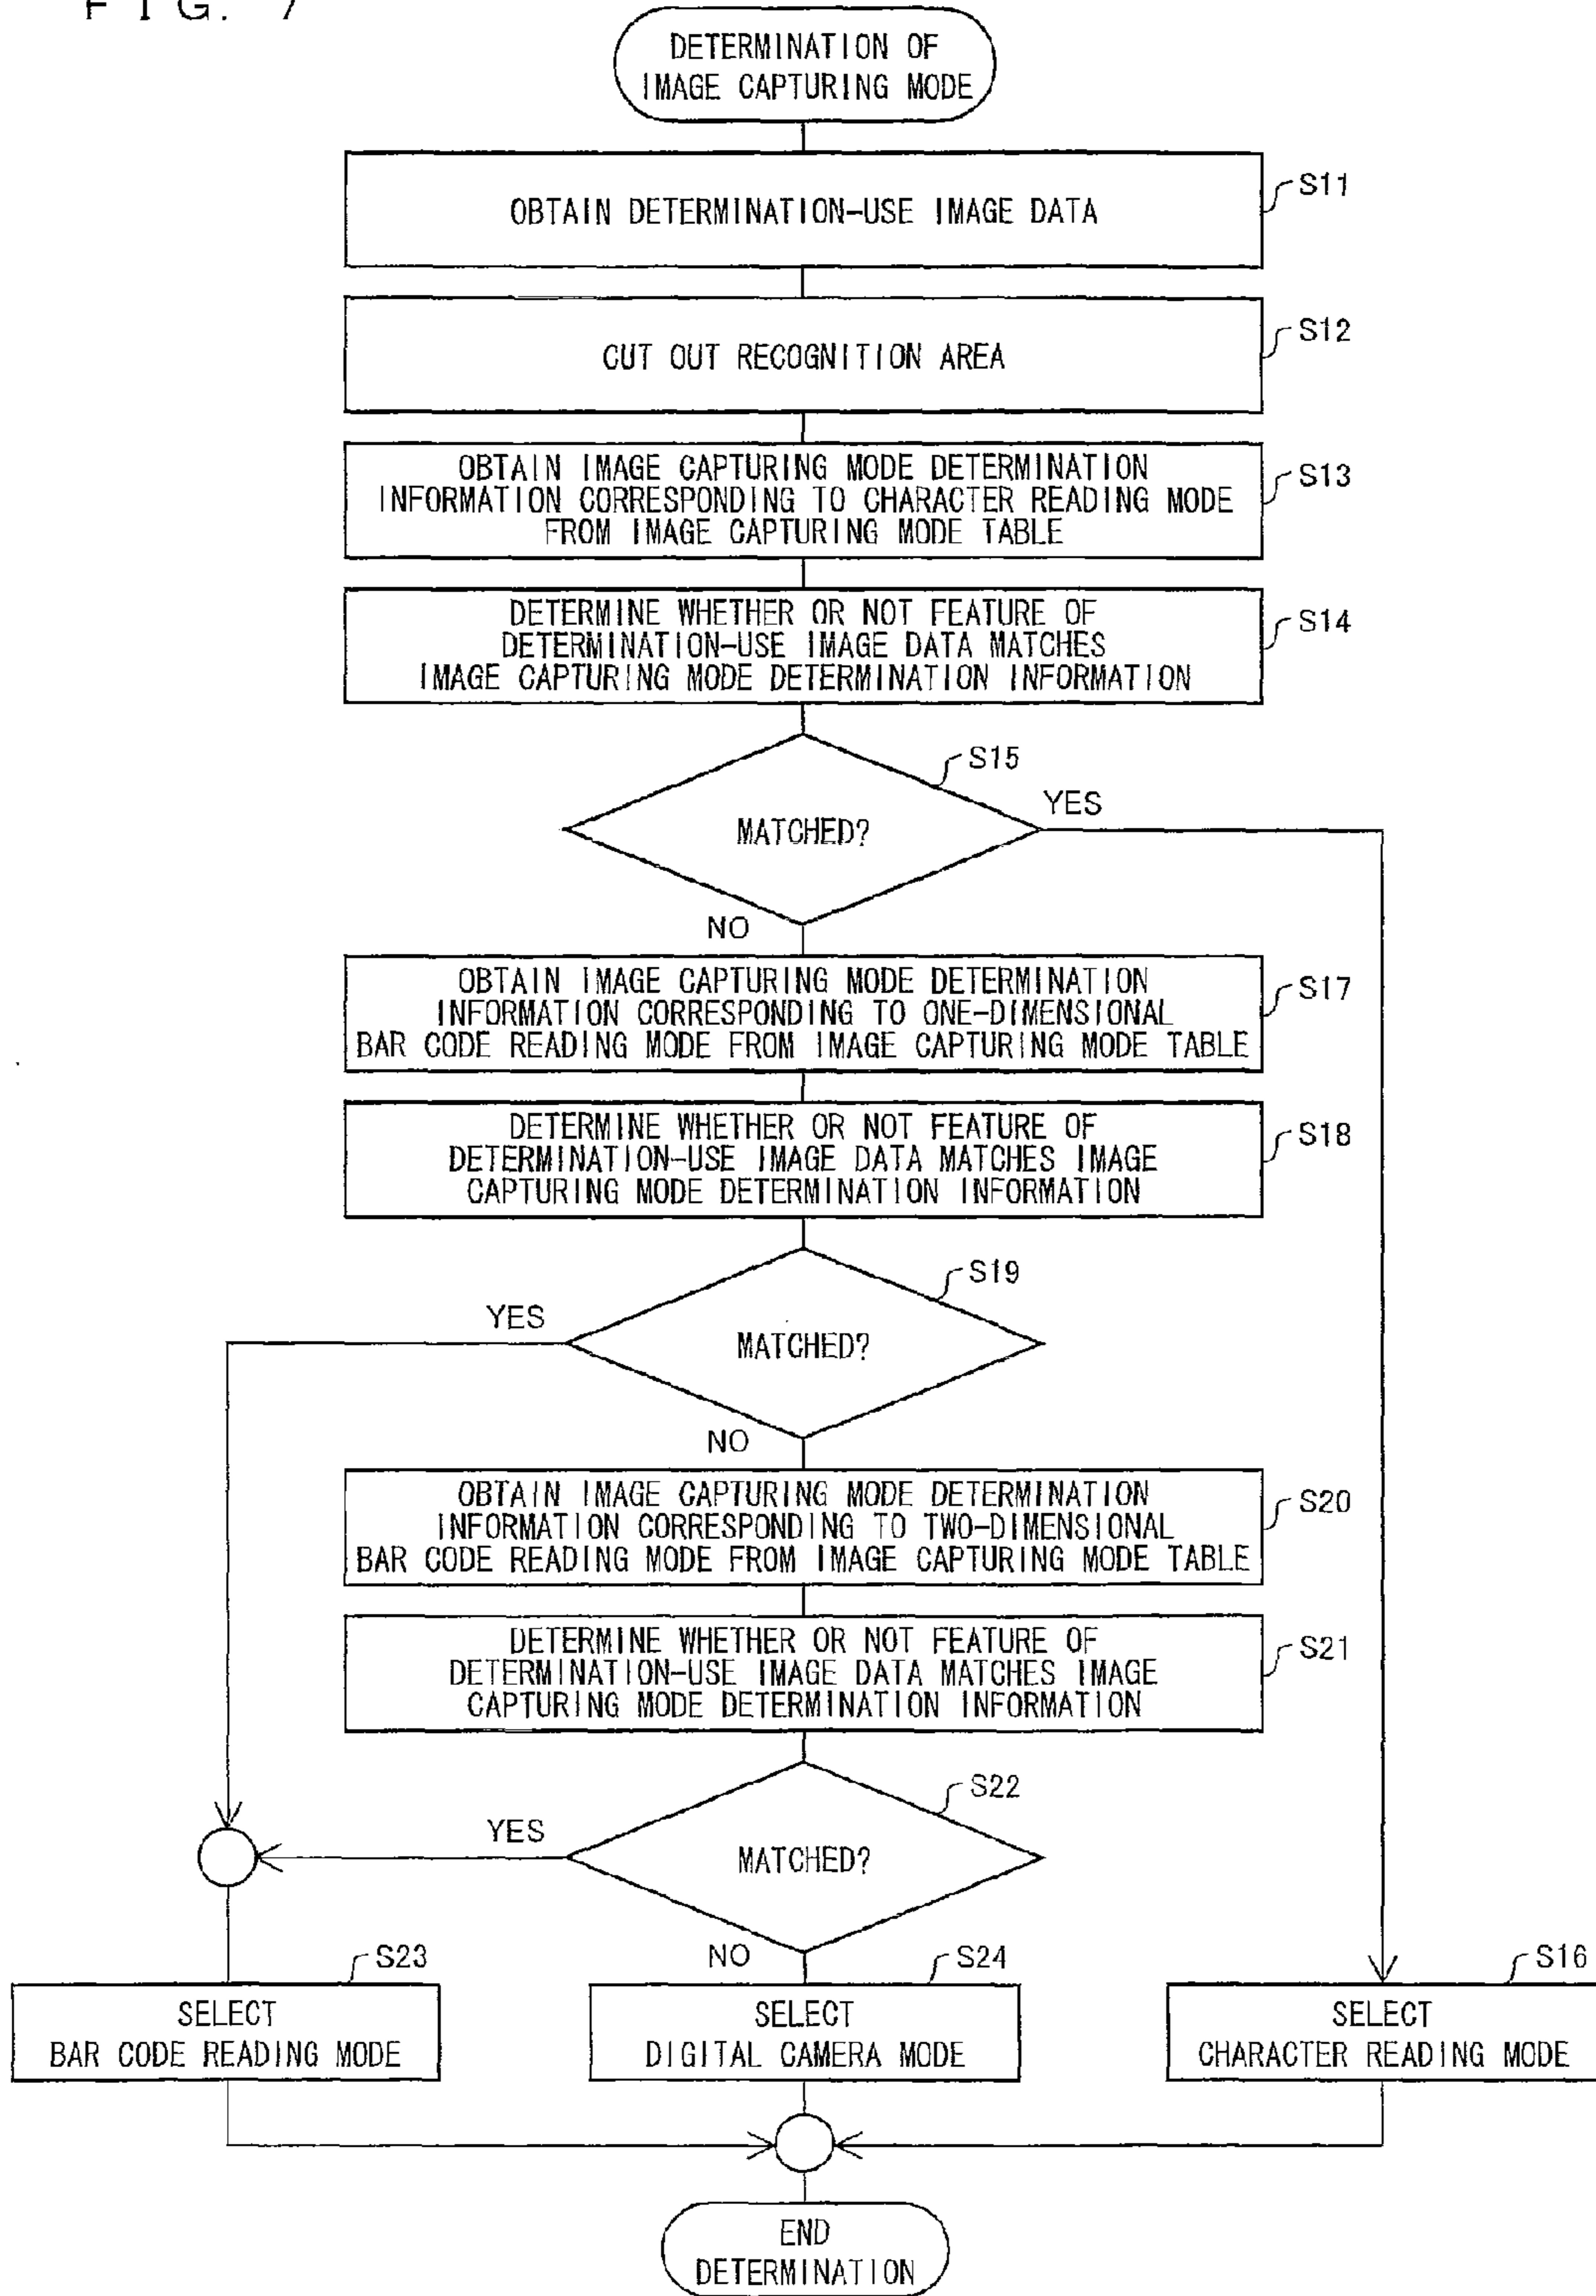 FIG. 7
DETERMINATION OF
IMAGE CAPTURING MODE
S11
OBTAIN DETERMINATION-USE IMAGE DATA
S12
CUT OUT RECOGNITION AREA
S13
OBTAIN IMAGE CAPTURING MODE DETERMINATION
INFORMATION CORRESPONDING TO CHARACTER READING MODE
FROM IMAGE CAPTURING MODE TABLE
S14
DETERMINE WHETHER OR NOT FEATURE OF
DETERMINATION-USE IMAGE DATA MATCHES
IMAGE CAPTURING MODE DETERMINATION INFORMATION
S15
YES
MATCHED?
NO
S17
OBTAIN IMAGE CAPTURING MODE DETERMINATION
INFORMATION CORRESPONDING TO ONE-DIMENSIONAL
BAR CODE READING MODE FROM IMAGE CAPTURING MODE TABLE
S18
DETERMINE WHETHER OR NOT FEATURE OF
DETERMINATION-USE IMAGE DATA MATCHES IMAGE
CAPTURING MODE DETERMINATION INFORMATION
S19
YES
MATCHED?
NO
S20
OBTAIN IMAGE CAPTURING MODE DETERMINATION
INFORMATION CORRESPONDING TO TWO-DIMENSIONAL
BAR CODE READING MODE FROM IMAGE CAPTURING MODE TABLE
S21
DETERMINE WHETHER OR NOT FEATURE OF
DETERMINATION-USE IMAGE DATA MATCHES IMAGE
CAPTURING MODE DETERMINATION INFORMATION
S22
YES
MATCHED?
NO
S23
SELECT
BAR CODE READING MODE
S24
SELECT
DIGITAL CAMERA MODE
S16
SELECT
CHARACTER READING MODE
END
DETERMINATION